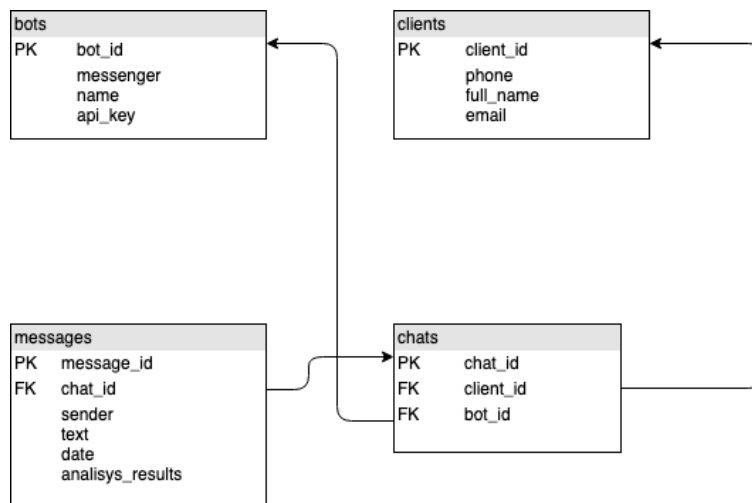 bots
PK bot_id
messenger
name
api_key
clients
PK client_id
phone
full_name
email
messages
PK message_id
FK chat_id
sender
text
date
analisys_results
chats
PK chat_id
FK client_id
FK bot_id